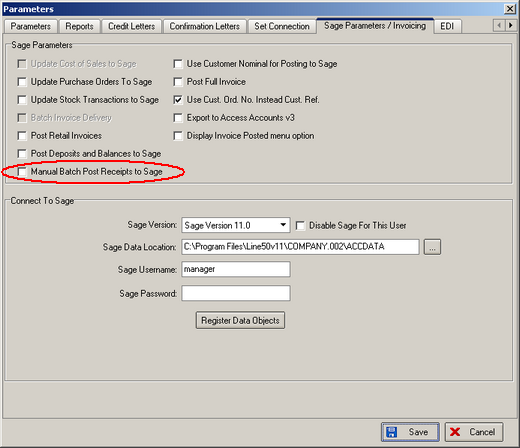 Parameters
Parameters Reports Credit Letters Confirmation Letters Set Connection Sage Parameters / Invoicing EDI
Sage Parameters
Update Cost of Sales to Sage Use Customer Nominal for Posting to Sage
Update Purchase Orders To Sage Post Full Invoice
Update Stock Transactions to Sage Use Cust. Ord. No. Instead Cust. Ref.
Batch Invoice Delivery Export to Access Accounts v3
Post Retail Invoices Display Invoice Posted menu option
Post Deposits and Balances to Sage
Manual Batch Post Receipts to Sage
Connect To Sage
Sage Version: Sage Version 11.0 Disable Sage For This User
Sage Data Location: C:\Program Files\Line50v11\COMPANY.002\ACCDATA ...
Sage Username: manager
Sage Password:
Register Data Objects
Save Cancel